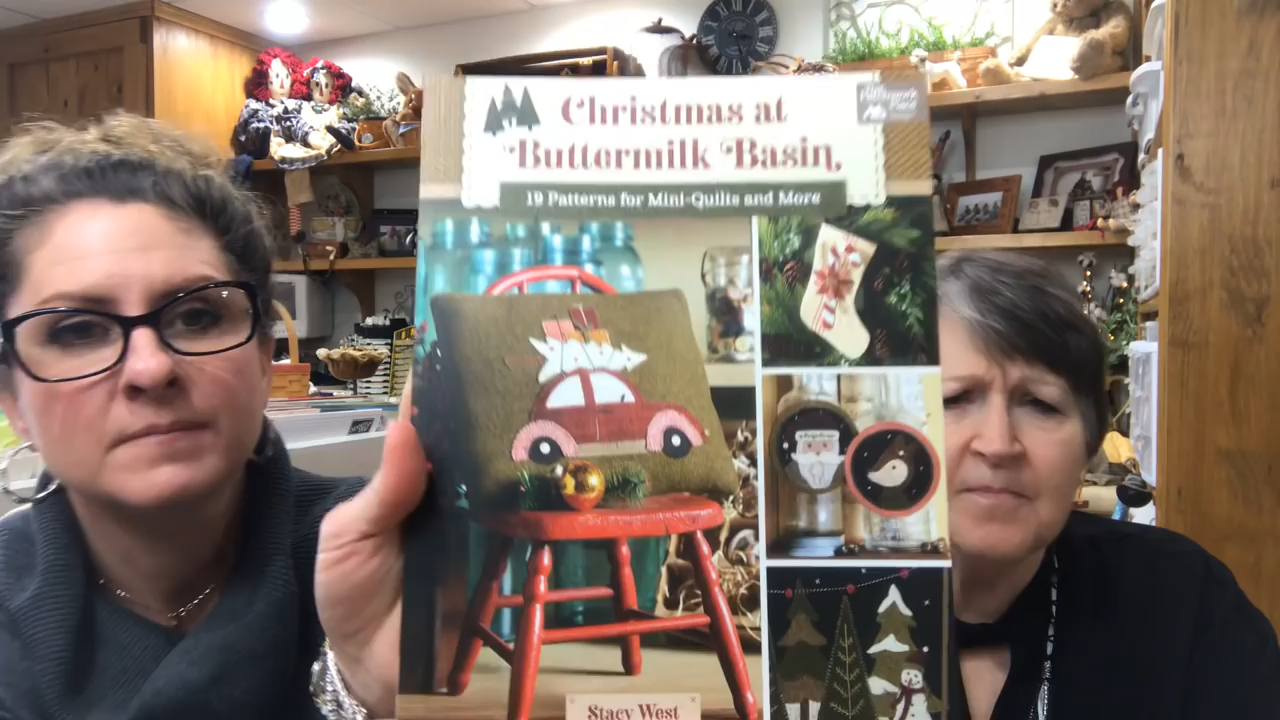 Christmas at
Buttermilk Basin
19 Patterns for Mini-Quilts and More
Stacy West